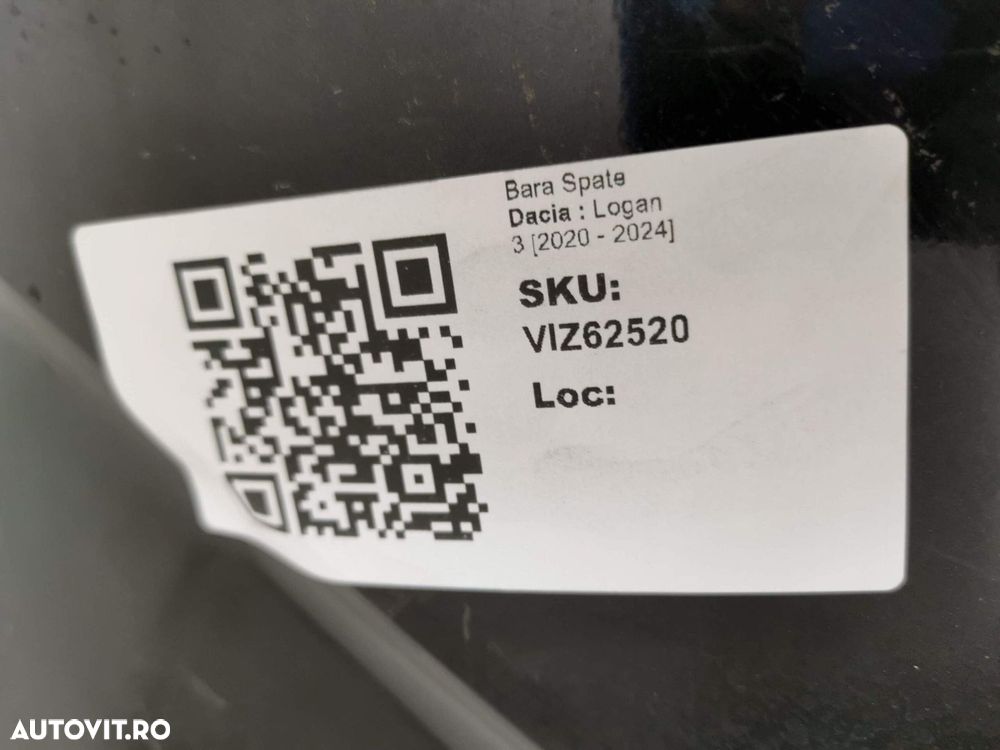 Bara Spate
Dacia : Logan
3 [2020 - 2024]
SKU:
VIZ62520
Loc:
AUTOVIT.RO